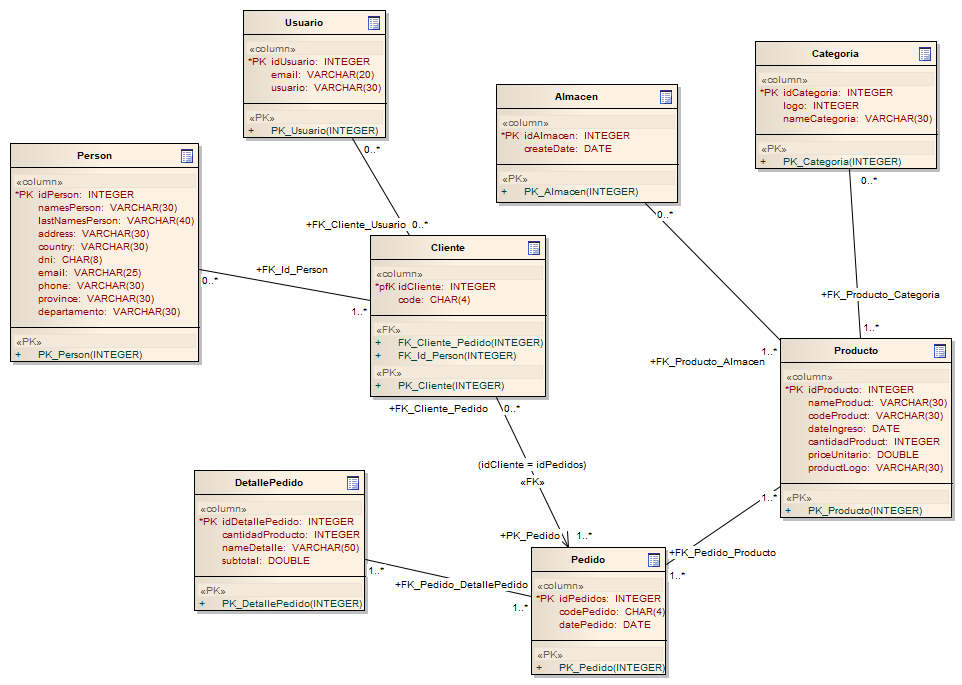 Usuario
«column»
*PK idUsuario: INTEGER
email: VARCHAR(20)
usuario: VARCHAR(30)
«PK»
+ PK_Usuario(INTEGER)
0..*
Categoria
«column»
*PK idCategoria: INTEGER
logo: INTEGER
nameCategoria: VARCHAR(30)
«PK»
+ PK_Categoria(INTEGER)
0..*
Almacen
«column»
*PK idAlmacen: INTEGER
createDate: DATE
«PK»
+ PK_Almacen(INTEGER)
0..*
Person
«column»
*PK idPerson: INTEGER
namesPerson: VARCHAR(30)
lastNamesPerson: VARCHAR(40)
address: VARCHAR(30)
country: VARCHAR(30)
dni: CHAR(8)
email: VARCHAR(25)
phone: VARCHAR(30)
province: VARCHAR(30)
departamento: VARCHAR(30)
«PK»
+ PK_Person(INTEGER)
+FK_Cliente_Usuario 0..*
+FK_Id_Person
0..*
1..*
Cliente
«column»
*pfK idCliente: INTEGER
code: CHAR(4)
«FK»
+ FK_Cliente_Pedido(INTEGER)
+ FK_Id_Person(INTEGER)
«PK»
+ PK_Cliente(INTEGER)
+FK_Producto_Categoria
1..*
1..*
+FK_Producto_Almacen
Producto
«column»
*PK idProducto: INTEGER
nameProduct: VARCHAR(30)
codeProduct: VARCHAR(30)
dateIngreso: DATE
cantidadProduct: INTEGER
priceUnitario: DOUBLE
productLogo: VARCHAR(30)
«PK»
+ PK_Producto(INTEGER)
+FK_Cliente_Pedido 0..*
(idCliente = idPedidos)
«FK»
+PK_Pedido 1..*
1..*
+FK_Pedido_Producto
1..*
DetallePedido
«column»
*PK idDetallePedido: INTEGER
cantidadProducto: INTEGER
nameDetalle: VARCHAR(50)
subtotal: DOUBLE
«PK»
+ PK_DetallePedido(INTEGER)
1..*
+FK_Pedido_DetallePedido
1..*
Pedido
«column»
*PK idPedidos: INTEGER
codePedido: CHAR(4)
datePedido: DATE
«PK»
+ PK_Pedido(INTEGER)